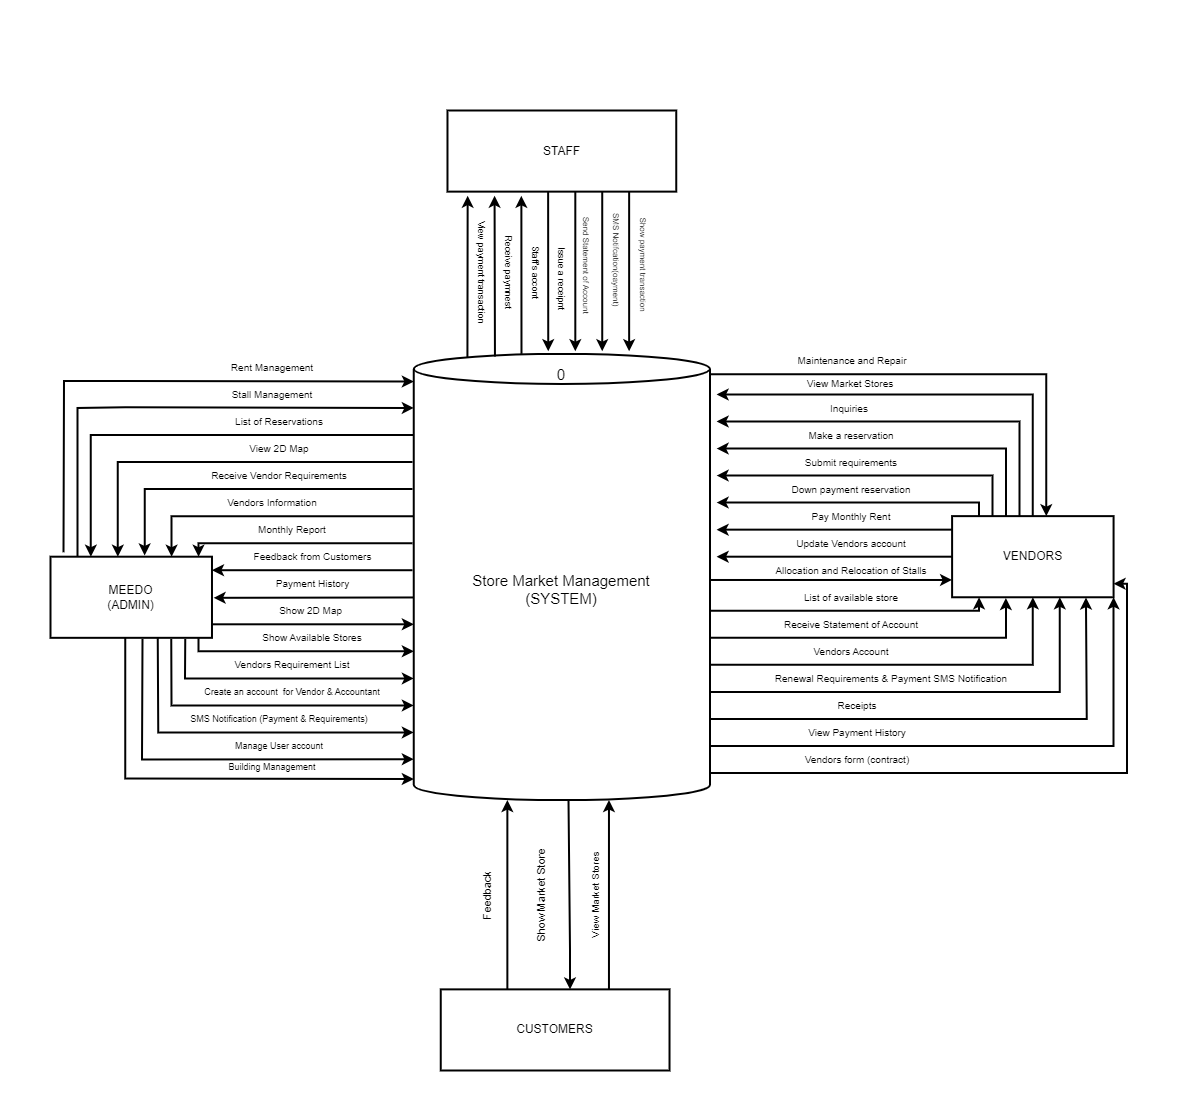 STAFF
View payment transaction
Receive paymnest
Staff's accont
Issue a receipnt
Send Statement of Account
SMS Notifcation(payment)
Show payment transaction
0
Store Market Management
(SYSTEM)
Rent Management
Stall Management
List of Reservations
View 2D Map
Receive Vendor Requirements
Vendors Information
Monthly Report
Feedback from Customers
Payment History
Show 2D Map
Show Available Stores
Vendors Requirement List
Create an account for Vendor & Accountant
SMS Notification (Payment & Requirements)
Manage User account
Building Management
MEEDO
(ADMIN)
Maintenance and Repair
View Market Stores
Inquiries
Make a reservation
Submit requirements
Down payment reservation
Pay Monthly Rent
Update Vendors account
Allocation and Relocation of Stalls
List of available store
Receive Statement of Account
Vendors Account
Renewal Requirements & Payment SMS Notification
Receipts
View Payment History
Vendors form (contract)
VENDORS
Feedback
Show Market Store
View Market Stores
CUSTOMERS